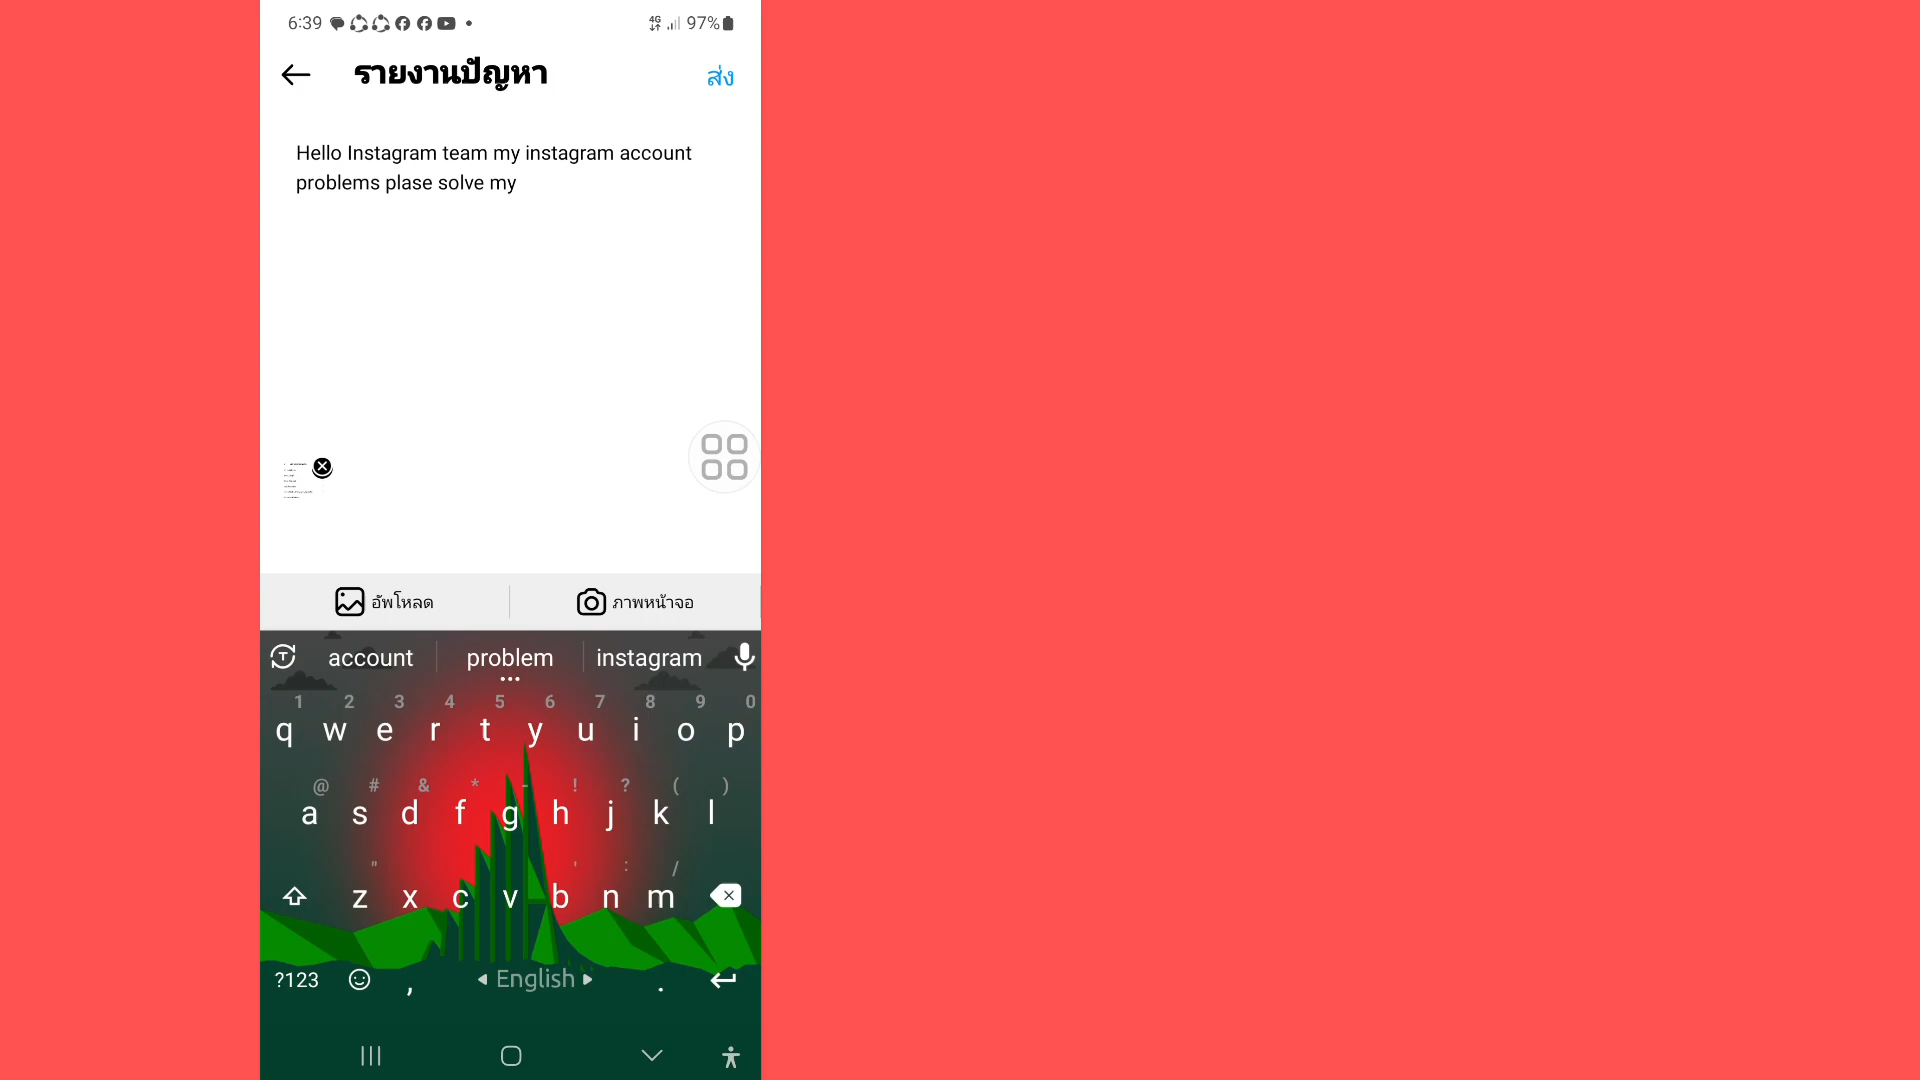 6:39 4G 97%
รายงานปัญหา ส่ง
Hello Instagram team my instagram account
problems plase solve my
อัพโหลด ภาพหน้าจอ
account problem instagram
1 2 3 4 5 6 7 8 9 0
q w e r t y u i o p
@ # & * - ! ? ( )
a s d f g h j k l
" ' : /
z x c v b n m
?123 , English .